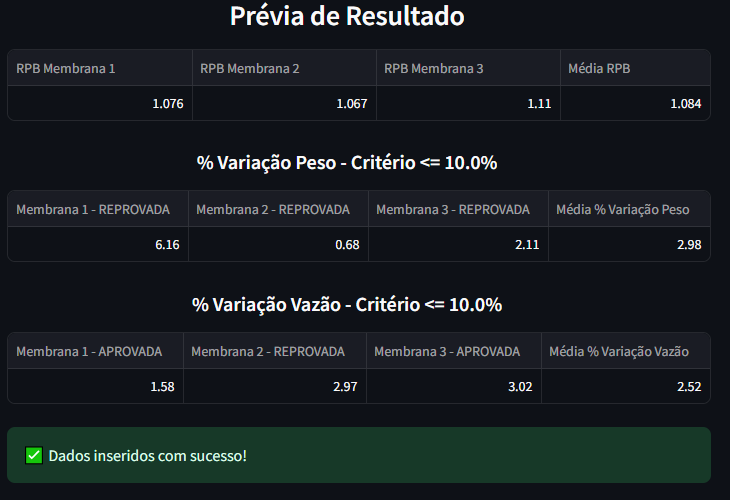 Prévia de Resultado
RPB Membrana 1 RPB Membrana 2 RPB Membrana 3 Média RPB
1.076 1.067 1.11 1.084
% Variação Peso - Critério <= 10.0%
Membrana 1 - REPROVADA Membrana 2 - REPROVADA Membrana 3 - REPROVADA Média % Variação Peso
6.16 0.68 2.11 2.98
% Variação Vazão - Critério <= 10.0%
Membrana 1 - APROVADA Membrana 2 - REPROVADA Membrana 3 - APROVADA Média % Variação Vazão
1.58 2.97 3.02 2.52
✅ Dados inseridos com sucesso!